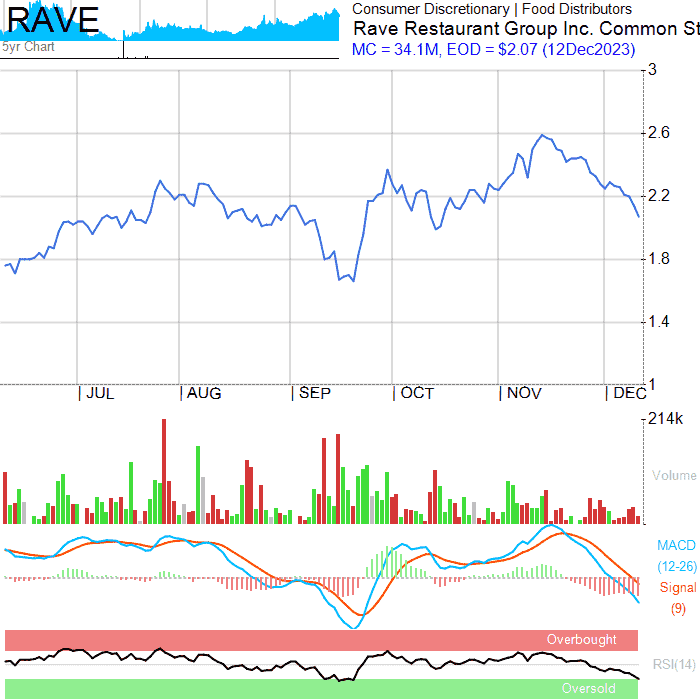 RAVE
5yr Chart
Consumer Discretionary | Food Distributors
Rave Restaurant Group Inc. Common St
MC = 34.1M, EOD = $2.07 (12Dec2023)
3
2.6
2.2
1.8
1.4
1
| JUL | AUG | SEP | OCT | NOV | DEC
214k
Volume
MACD
(12-26)
Signal
(9)
Overbought
RSI(14)
Oversold